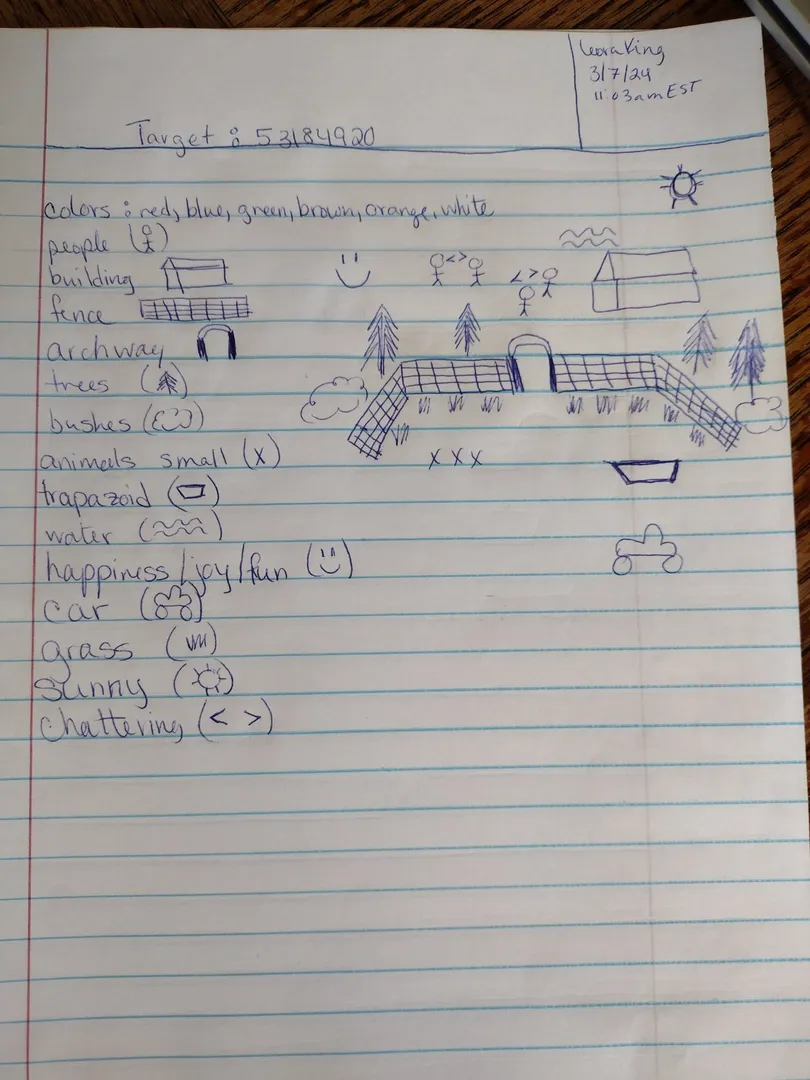 Leora King
3/7/24
11:03am EST
Target : 53184920
colors : red, blue, green, brown, orange, white
people ( )
building
fence
archway
trees ( )
bushes ( )
animals small (x)
x x x
trapazoid ( )
water ( )
happiness/joy/fun ( )
car ( )
grass ( )
sunny ( )
chattering (< >)